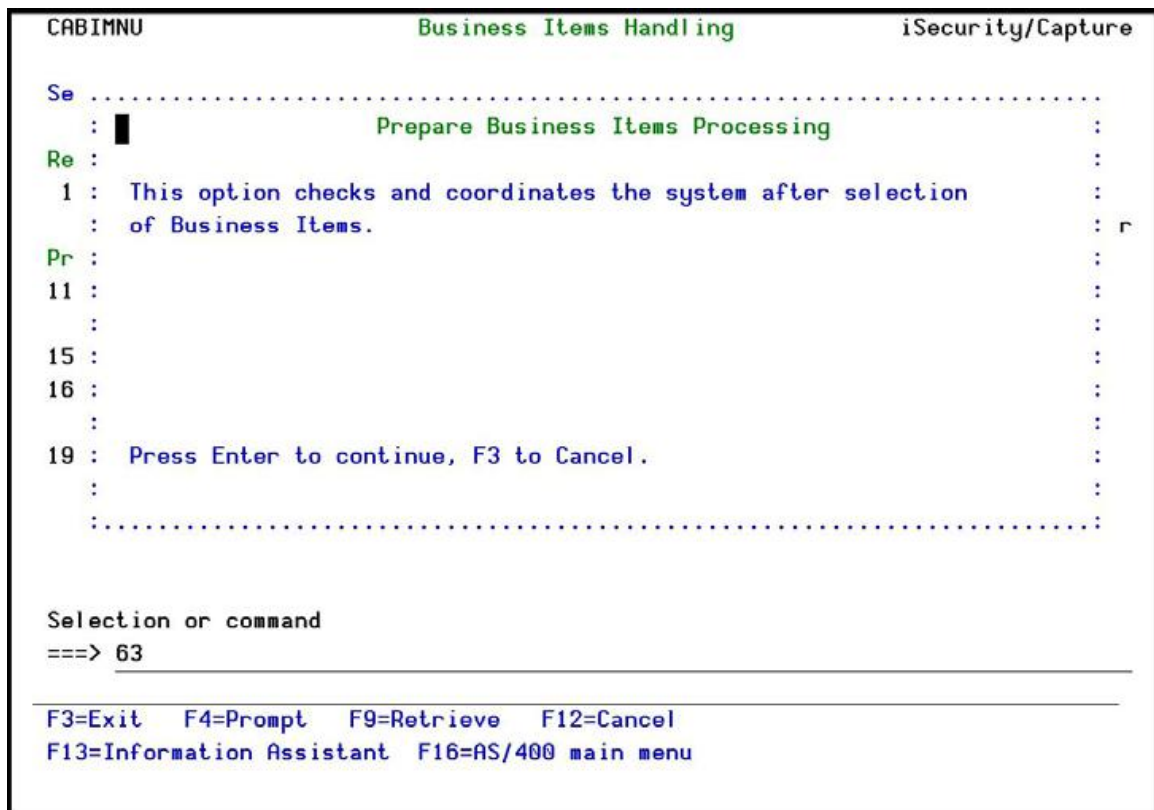 CABIMNU Business Items Handling iSecurity/Capture
Se ..........................................................................
: Prepare Business Items Processing :
Re : :
1 : This option checks and coordinates the system after selection :
: of Business Items. : r
Pr : :
11 : :
: :
15 : :
16 : :
: :
19 : Press Enter to continue, F3 to Cancel. :
: :
:........................................................................:
Selection or command
===> 63
F3=Exit F4=Prompt F9=Retrieve F12=Cancel
F13=Information Assistant F16=AS/400 main menu